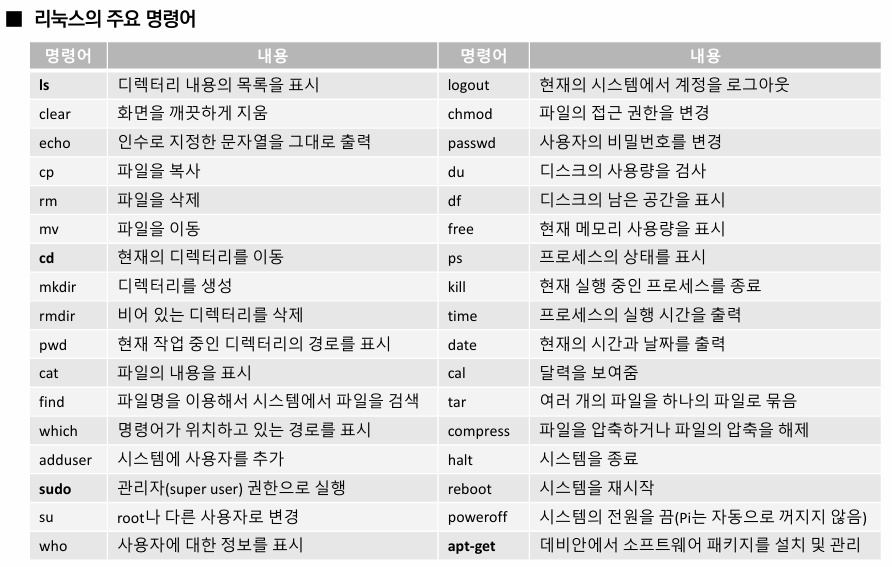 ■ 리눅스의 주요 명령어
명령어 내용 명령어 내용
ls 디렉터리 내용의 목록을 표시 logout 현재의 시스템에서 계정을 로그아웃
clear 화면을 깨끗하게 지움 chmod 파일의 접근 권한을 변경
echo 인수로 지정한 문자열을 그대로 출력 passwd 사용자의 비밀번호를 변경
cp 파일을 복사 du 디스크의 사용량을 검사
rm 파일을 삭제 df 디스크의 남은 공간을 표시
mv 파일을 이동 free 현재 메모리 사용량을 표시
cd 현재의 디렉터리를 이동 ps 프로세스의 상태를 표시
mkdir 디렉터리를 생성 kill 현재 실행 중인 프로세스를 종료
rmdir 비어 있는 디렉터리를 삭제 time 프로세스의 실행 시간을 출력
pwd 현재 작업 중인 디렉터리의 경로를 표시 date 현재의 시간과 날짜를 출력
cat 파일의 내용을 표시 cal 달력을 보여줌
find 파일명을 이용해서 시스템에서 파일을 검색 tar 여러 개의 파일을 하나의 파일로 묶음
which 명령어가 위치하고 있는 경로를 표시 compress 파일을 압축하거나 파일의 압축을 해제
adduser 시스템에 사용자를 추가 halt 시스템을 종료
sudo 관리자(super user) 권한으로 실행 reboot 시스템을 재시작
su root나 다른 사용자로 변경 poweroff 시스템의 전원을 끔(Pi는 자동으로 꺼지지 않음)
who 사용자에 대한 정보를 표시 apt-get 데비안에서 소프트웨어 패키지를 설치 및 관리